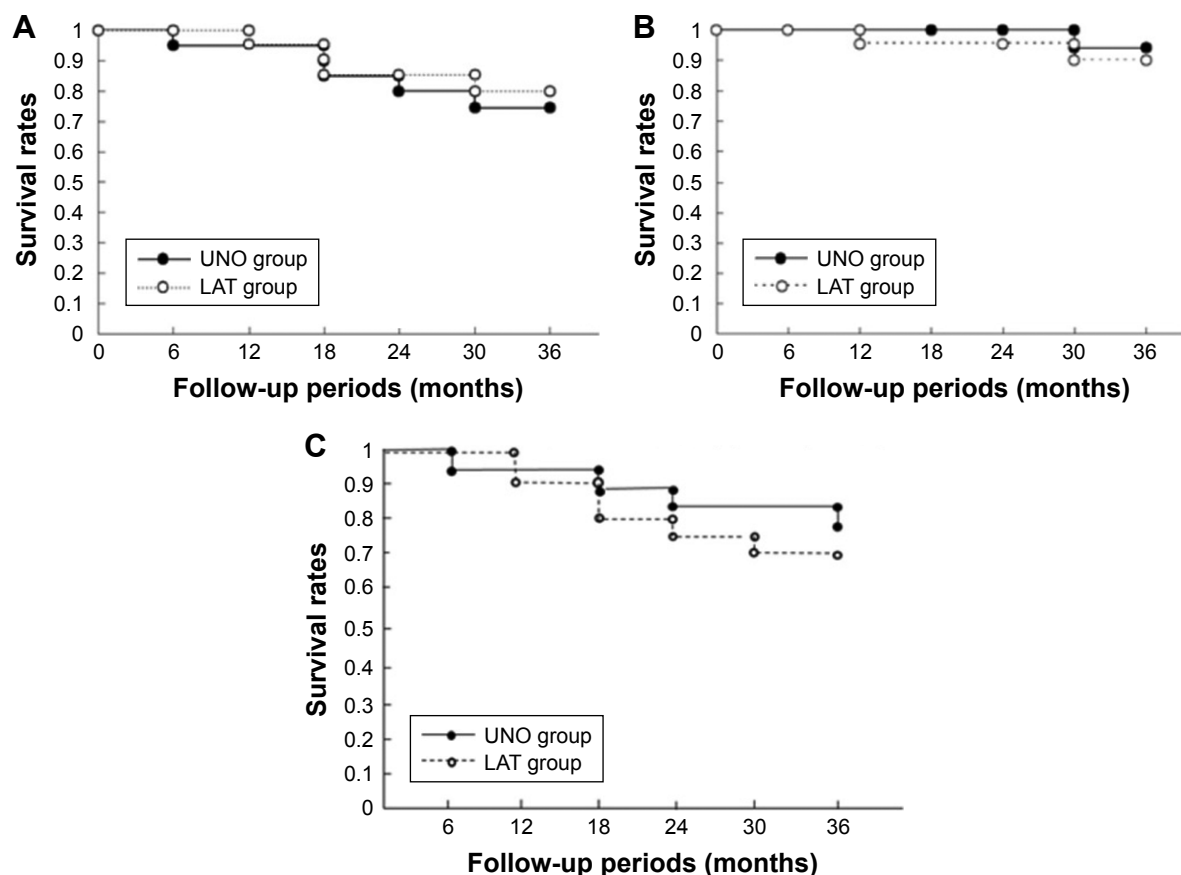 A
Survival rates
1
0.9
0.8
0.7
0.6
0.5
0.4
0.3
0.2
0.1
0
UNO group
LAT group
0 6 12 18 24 30 36
Follow-up periods (months)
B
Survival rates
1
0.9
0.8
0.7
0.6
0.5
0.4
0.3
0.2
0.1
0
UNO group
LAT group
0 6 12 18 24 30 36
Follow-up periods (months)
C
Survival rates
1
0.9
0.8
0.7
0.6
0.5
0.4
0.3
0.2
0.1
0
UNO group
LAT group
6 12 18 24 30 36
Follow-up periods (months)